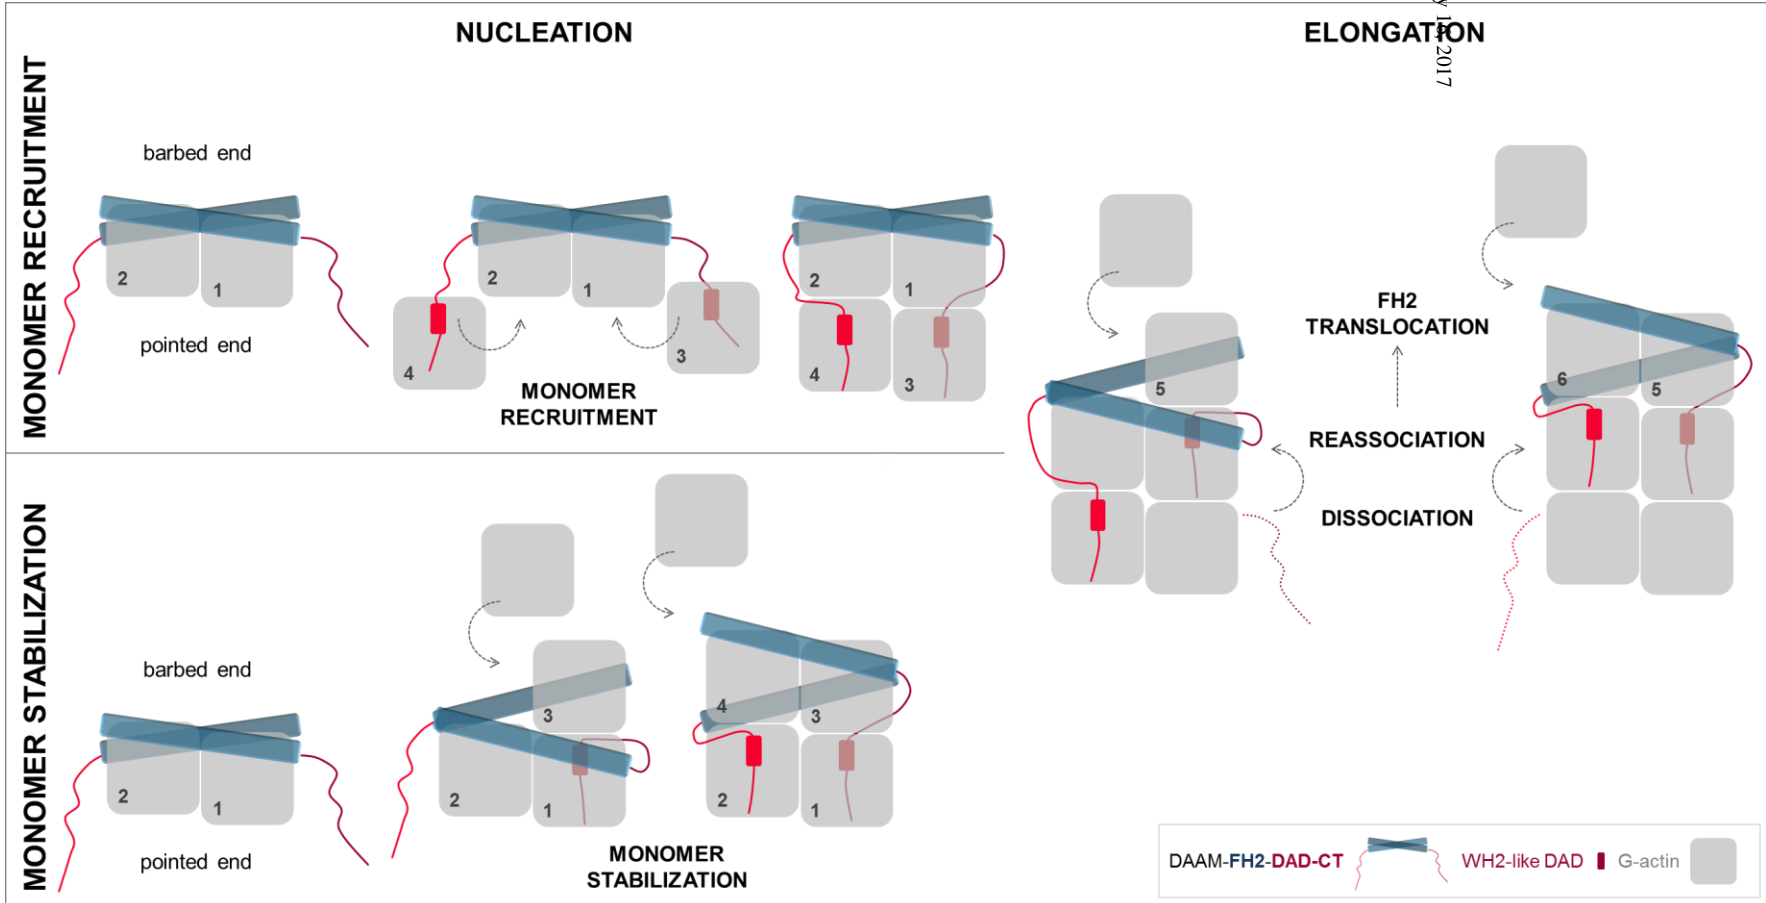 NUCLEATION
ELONGATION
y 18, 2017
MONOMER RECRUITMENT
barbed end
2
1
pointed end
2
1
4
3
MONOMER
RECRUITMENT
2
1
4
3
5
FH2
TRANSLOCATION
REASSOCIATION
DISSOCIATION
6
5
MONOMER STABILIZATION
barbed end
2
1
pointed end
3
2
1
4
3
2
1
MONOMER
STABILIZATION
DAAM-FH2-DAD-CT
WH2-like DAD
G-actin